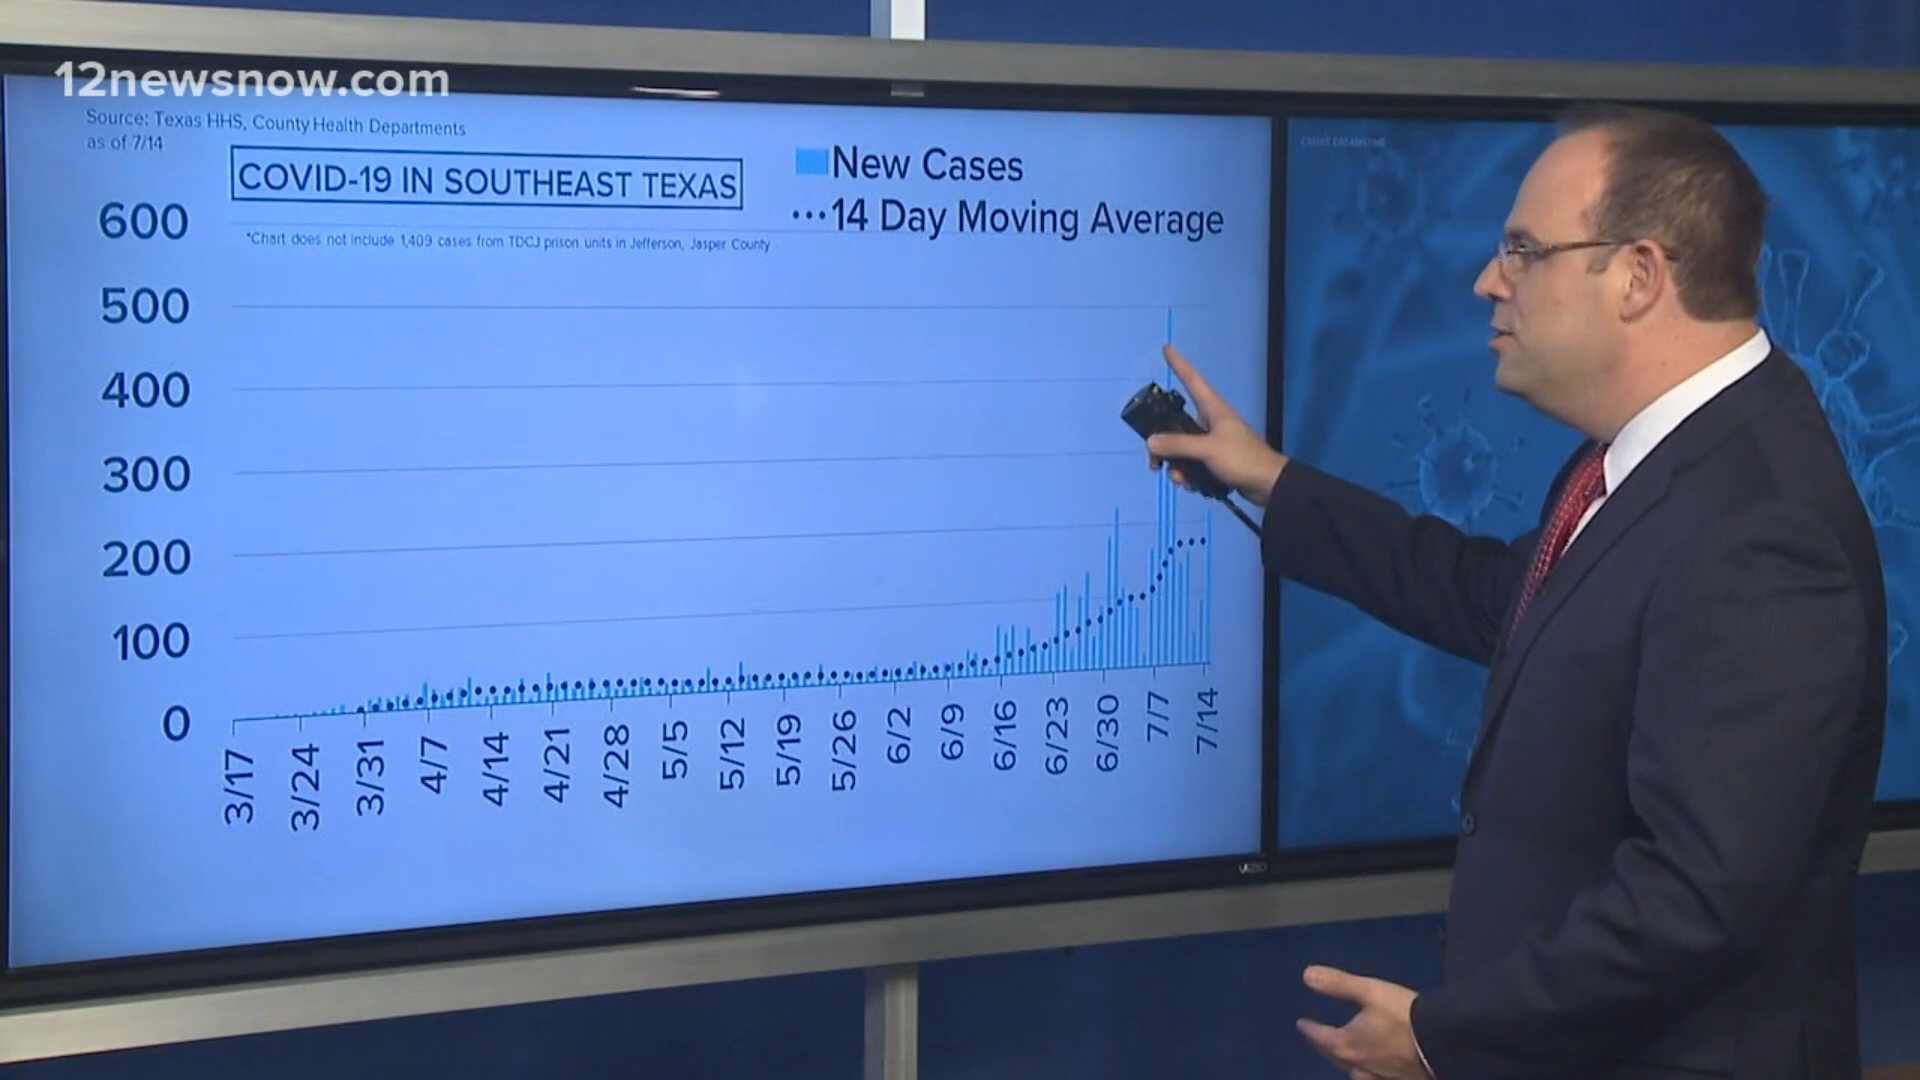 12newsnow.com
Source: Texas HHS, County Health Departments
as of 7/14
COVID-19 IN SOUTHEAST TEXAS
New Cases
14 Day Moving Average
*Chart does not include 1,409 cases from TDCJ prison units in Jefferson, Jasper County
600
500
400
300
200
100
0
3/17 3/24 3/31 4/7 4/14 4/21 4/28 5/5 5/12 5/19 5/26 6/2 6/9 6/16 6/23 6/30 7/7 7/14
VIZIO
CREDIT: DREAMSTIME